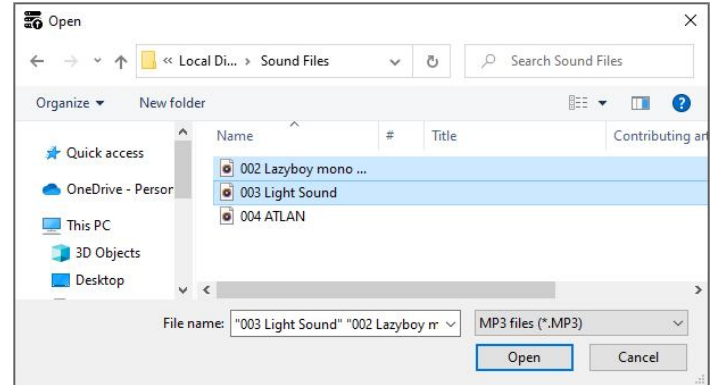 Open
« Local Di... › Sound Files
Search Sound Files
Organize
New folder
Name
#
Title
Contributing art
Quick access
OneDrive - Person
This PC
3D Objects
Desktop
002 Lazyboy mono ...
003 Light Sound
004 ATLAN
File name:
"003 Light Sound" "002 Lazyboy m
MP3 files (*.MP3)
Open
Cancel